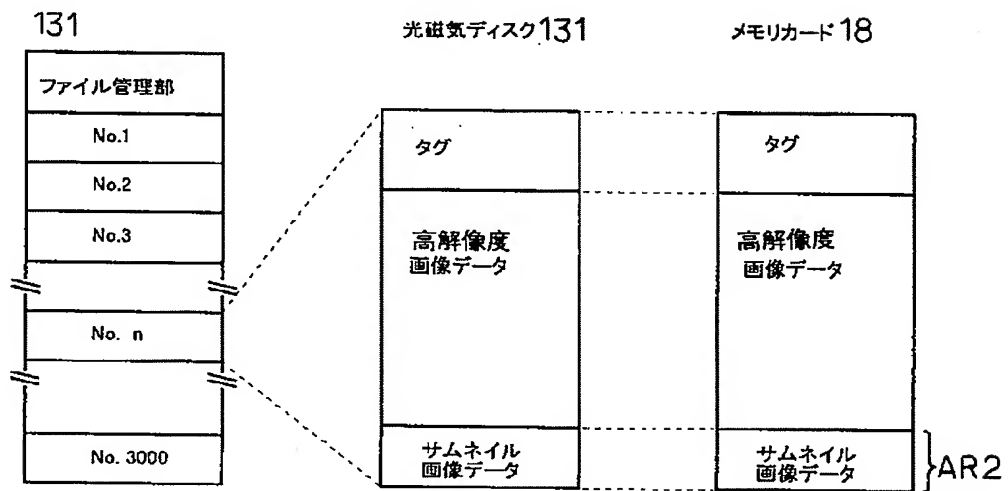 131
ファイル管理部
No.1
No.2
No.3
No. n
No. 3000
光磁気ディスク131
タグ
高解像度
画像データ
サムネイル
画像データ
メモリカード18
タグ
高解像度
画像データ
サムネイル
画像データ
AR2